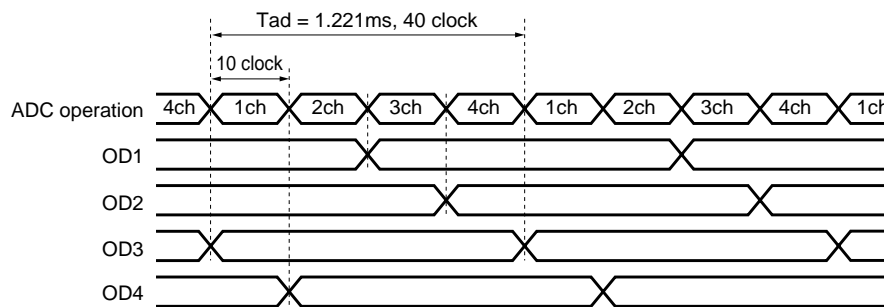 Tad = 1.221ms, 40 clock
10 clock
ADC operation 4ch 1ch 2ch 3ch 4ch 1ch 2ch 3ch 4ch 1ch
OD1
OD2
OD3
OD4